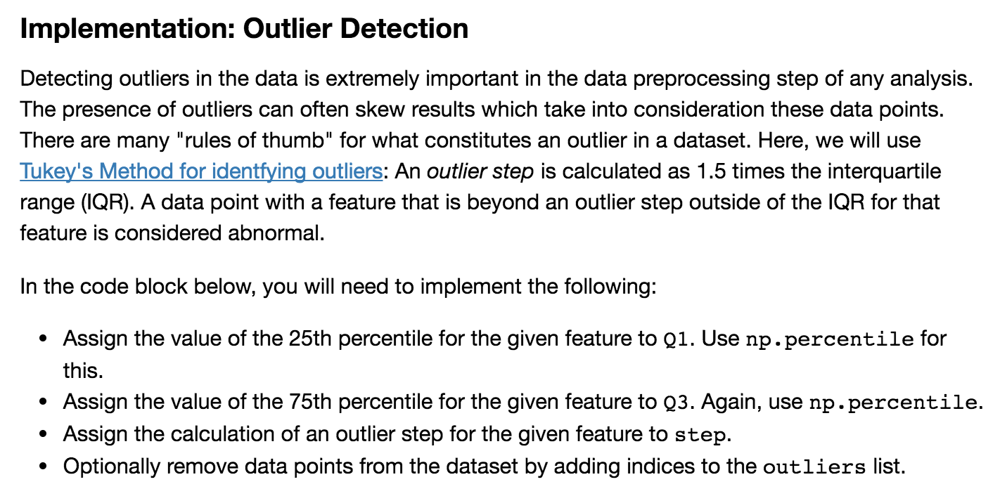 Implementation: Outlier Detection
Detecting outliers in the data is extremely important in the data preprocessing step of any analysis.
The presence of outliers can often skew results which take into consideration these data points.
There are many "rules of thumb" for what constitutes an outlier in a dataset. Here, we will use
Tukey's Method for identfying outliers: An outlier step is calculated as 1.5 times the interquartile
range (IQR). A data point with a feature that is beyond an outlier step outside of the IQR for that
feature is considered abnormal.
In the code block below, you will need to implement the following:
• Assign the value of the 25th percentile for the given feature to Q1. Use np.percentile for
this.
• Assign the value of the 75th percentile for the given feature to Q3. Again, use np.percentile.
• Assign the calculation of an outlier step for the given feature to step.
• Optionally remove data points from the dataset by adding indices to the outliers list.